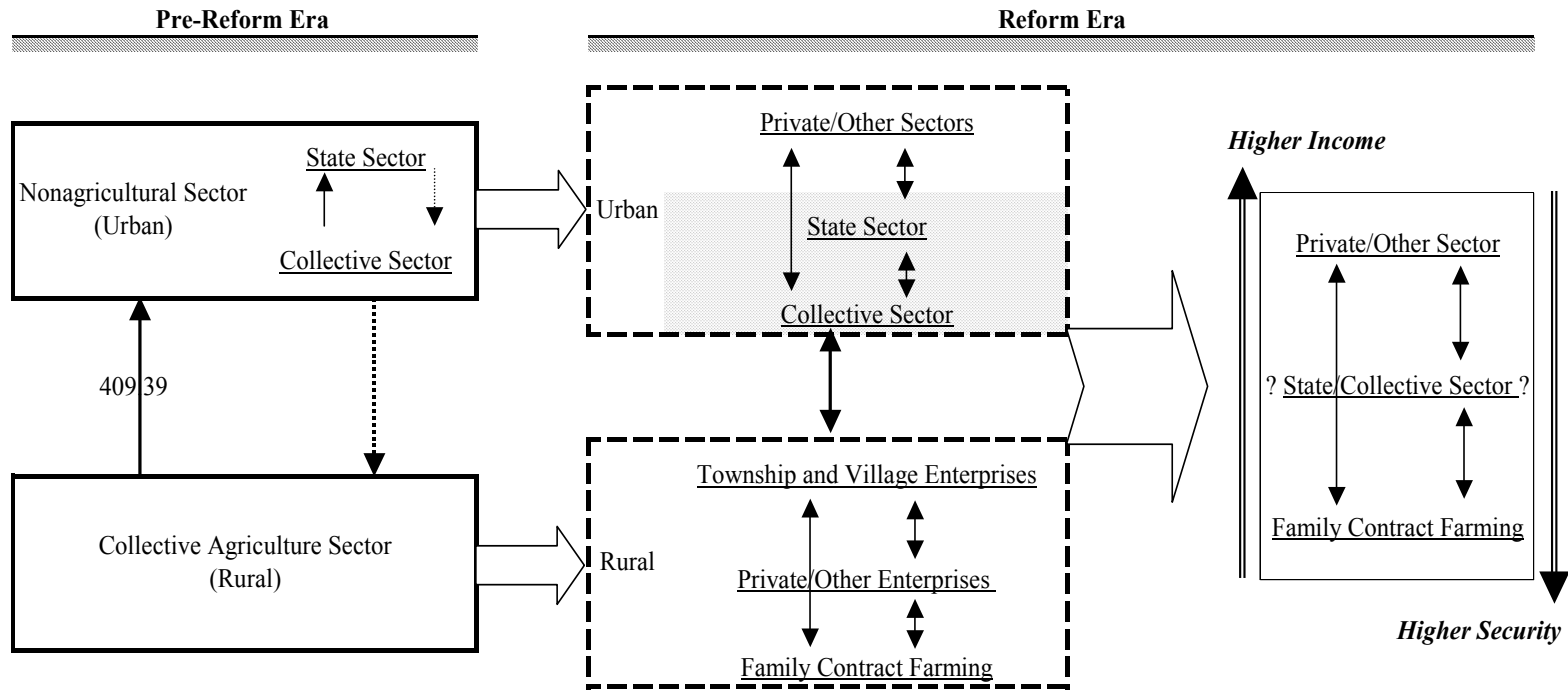 Pre-Reform Era
Reform Era
State Sector
Nonagricultural Sector
(Urban)
Collective Sector
409.39
Collective Agriculture Sector
(Rural)
Private/Other Sectors
Urban
State Sector
Collective Sector
Township and Village Enterprises
Rural
Private/Other Enterprises
Family Contract Farming
Higher Income
Private/Other Sector
? State/Collective Sector ?
Family Contract Farming
Higher Security